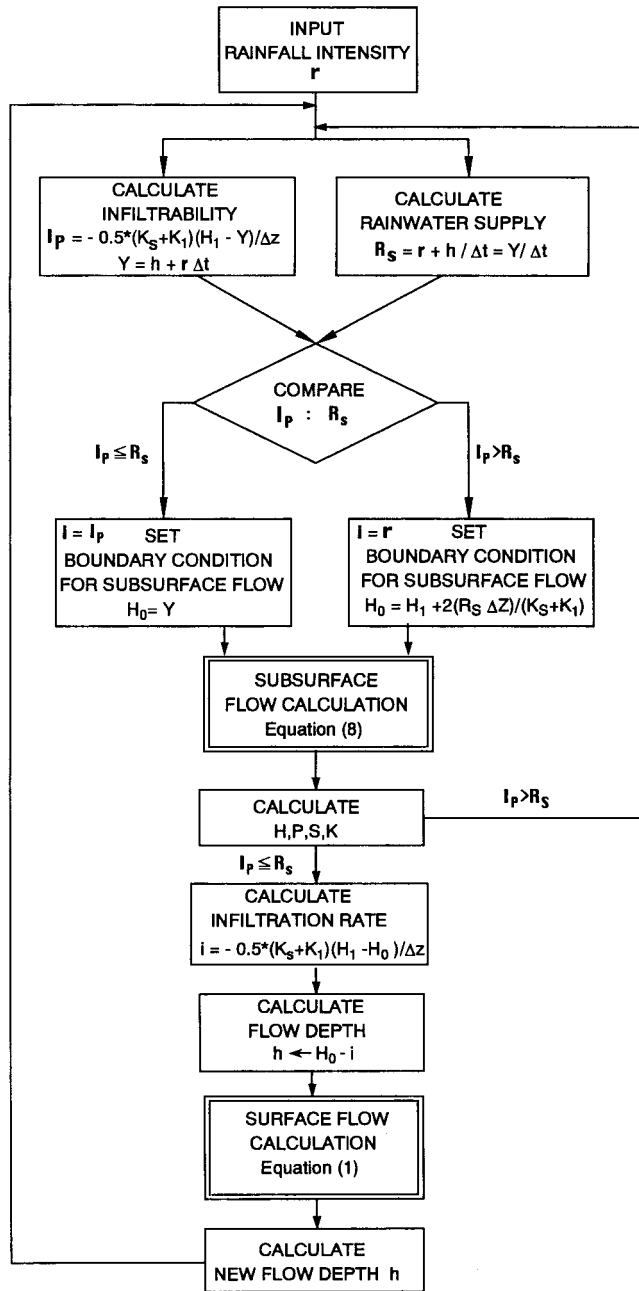 INPUT
RAINFALL INTENSITY
r
CALCULATE
INFILTRABILITY
I_P = - 0.5*(K_S+K_1)(H_1 - Y)/Δz
Y = h + r Δt
CALCULATE
RAINWATER SUPPLY
R_S = r + h / Δt = Y/ Δt
COMPARE
I_P : R_S
I_P ≦ R_S
I_P > R_S
i = I_P SET
BOUNDARY CONDITION
FOR SUBSURFACE FLOW
H_0 = Y
i = r SET
BOUNDARY CONDITION
FOR SUBSURFACE FLOW
H_0 = H_1 +2(R_S ΔZ)/(K_S+K_1)
SUBSURFACE
FLOW CALCULATION
Equation (8)
CALCULATE
H,P,S,K
I_P > R_S
I_P ≦ R_S
CALCULATE
INFILTRATION RATE
i = - 0.5*(K_S+K_1)(H_1 - H_0)/Δz
CALCULATE
FLOW DEPTH
h ← H_0 - i
SURFACE FLOW
CALCULATION
Equation (1)
CALCULATE
NEW FLOW DEPTH h